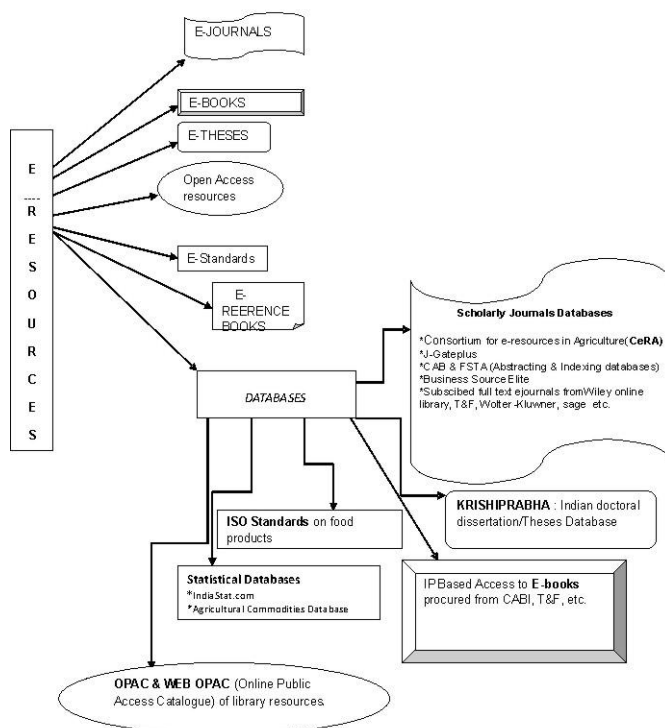 E-JOURNALS
E-BOOKS
E-THESES
Open Access
resources
E-Standards
E-
REERENCE
BOOKS
E
----
R
E
S
O
U
R
C
E
S
DATABASES
Scholarly Journals Databases
*Consortium for e-resources in Agriculture(CeRA)
*J-Gateplus
*CAB & FSTA (Abstracting & Indexing databases)
*Business Source Elite
*Subscibed full text ejournals fromWiley online
library, T&F, Wolter-Kluwner, sage etc.
KRISHIPRABHA : Indian doctoral
dissertation/Theses Database
ISO Standards on food
products
IPBased Access to E-books
procured from CABI, T&F, etc.
Statistical Databases
*IndiaStat.com
*Agricultural Commodities Database
OPAC & WEB OPAC (Online Public
Access Catalogue) of library resources.